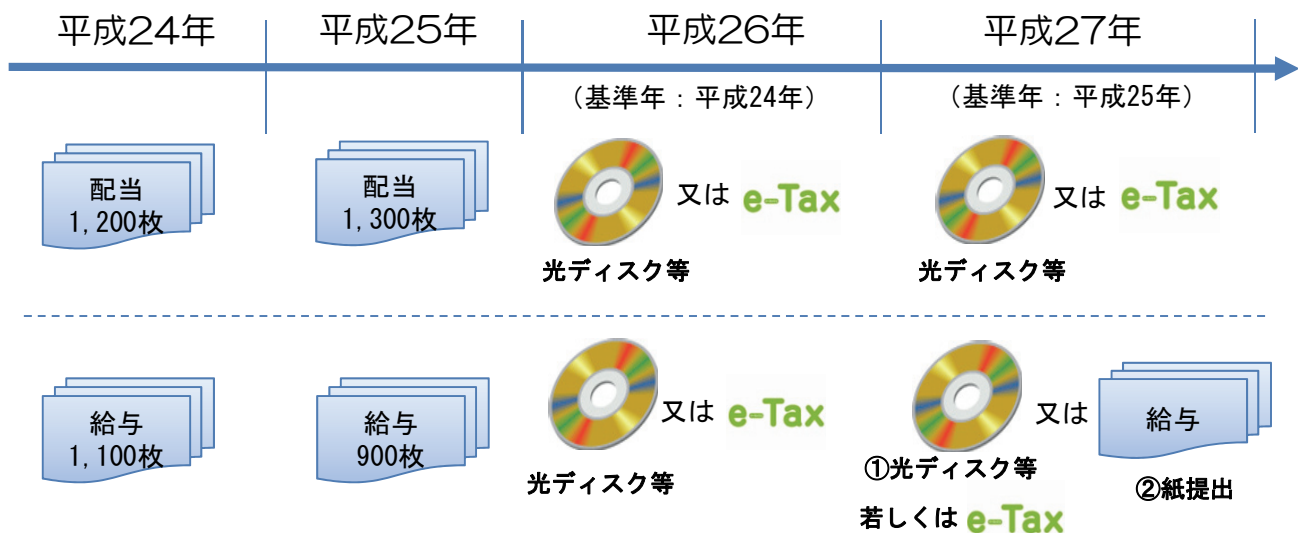 平成24年
平成25年
平成26年
平成27年
（基準年：平成24年）
（基準年：平成25年）
配当
1,200枚
配当
1,300枚
又は e-Tax
光ディスク等
又は e-Tax
光ディスク等
給与
1,100枚
給与
900枚
又は e-Tax
光ディスク等
又は
給与
①光ディスク等
若しくは e-Tax
②紙提出